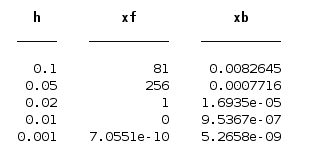 h xf xb
0.1 81 0.0082645
0.05 256 0.0007716
0.02 1 1.6935e-05
0.01 0 9.5367e-07
0.001 7.0551e-10 5.2658e-09